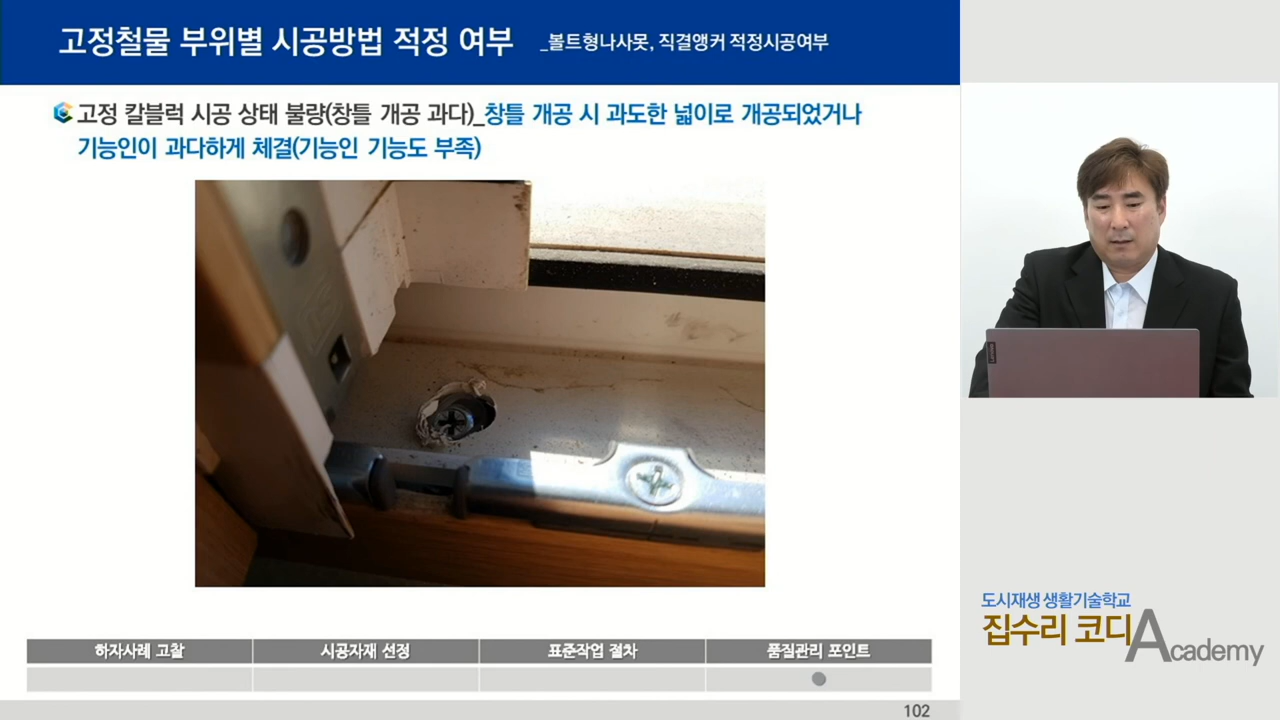 고정철물 부위별 시공방법 적정 여부 _볼트형나사못, 직결앵커 적정시공여부
고정 칼블럭 시공 상태 불량(창틀 개공 과다)_창틀 개공 시 과도한 넓이로 개공되었거나
기능인이 과다하게 체결(기능인 기능도 부족)
Lenovo
하자사례 고찰 시공자재 선정 표준작업 절차 품질관리 포인트
102
도시재생 생활기술학교
집수리 코디Academy